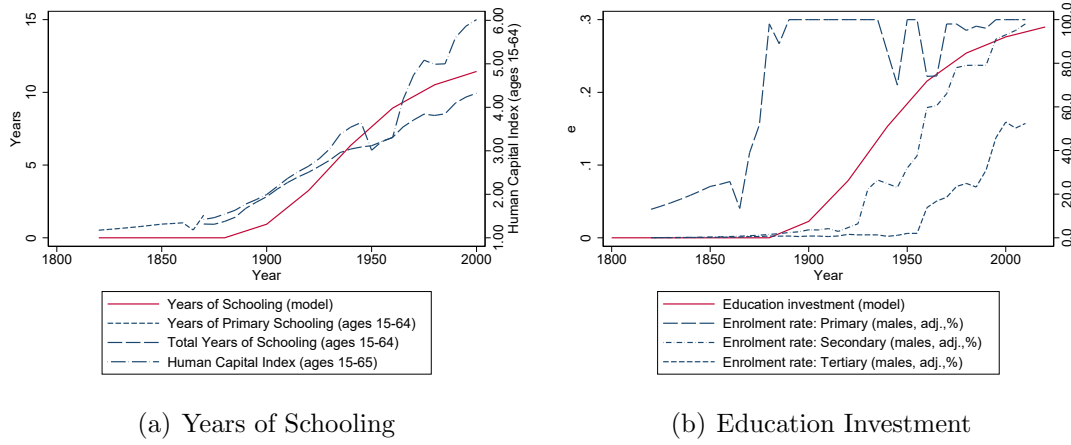 15
10
5
0
Years
6.00
5.00
4.00
3.00
2.00
1.00
Human Capital Index (ages 15-64)
1800 1850 1900 1950 2000
Year
Years of Schooling (model)
Years of Primary Schooling (ages 15-64)
Total Years of Schooling (ages 15-64)
Human Capital Index (ages 15-65)
(a) Years of Schooling
.3
.2
.1
0
e
100.0
80.0
60.0
40.0
20.0
0.0
1800 1850 1900 1950 2000
Year
Education investment (model)
Enrolment rate: Primary (males, adj.,%)
Enrolment rate: Secondary (males, adj.,%)
Enrolment rate: Tertiary (males, adj.,%)
(b) Education Investment